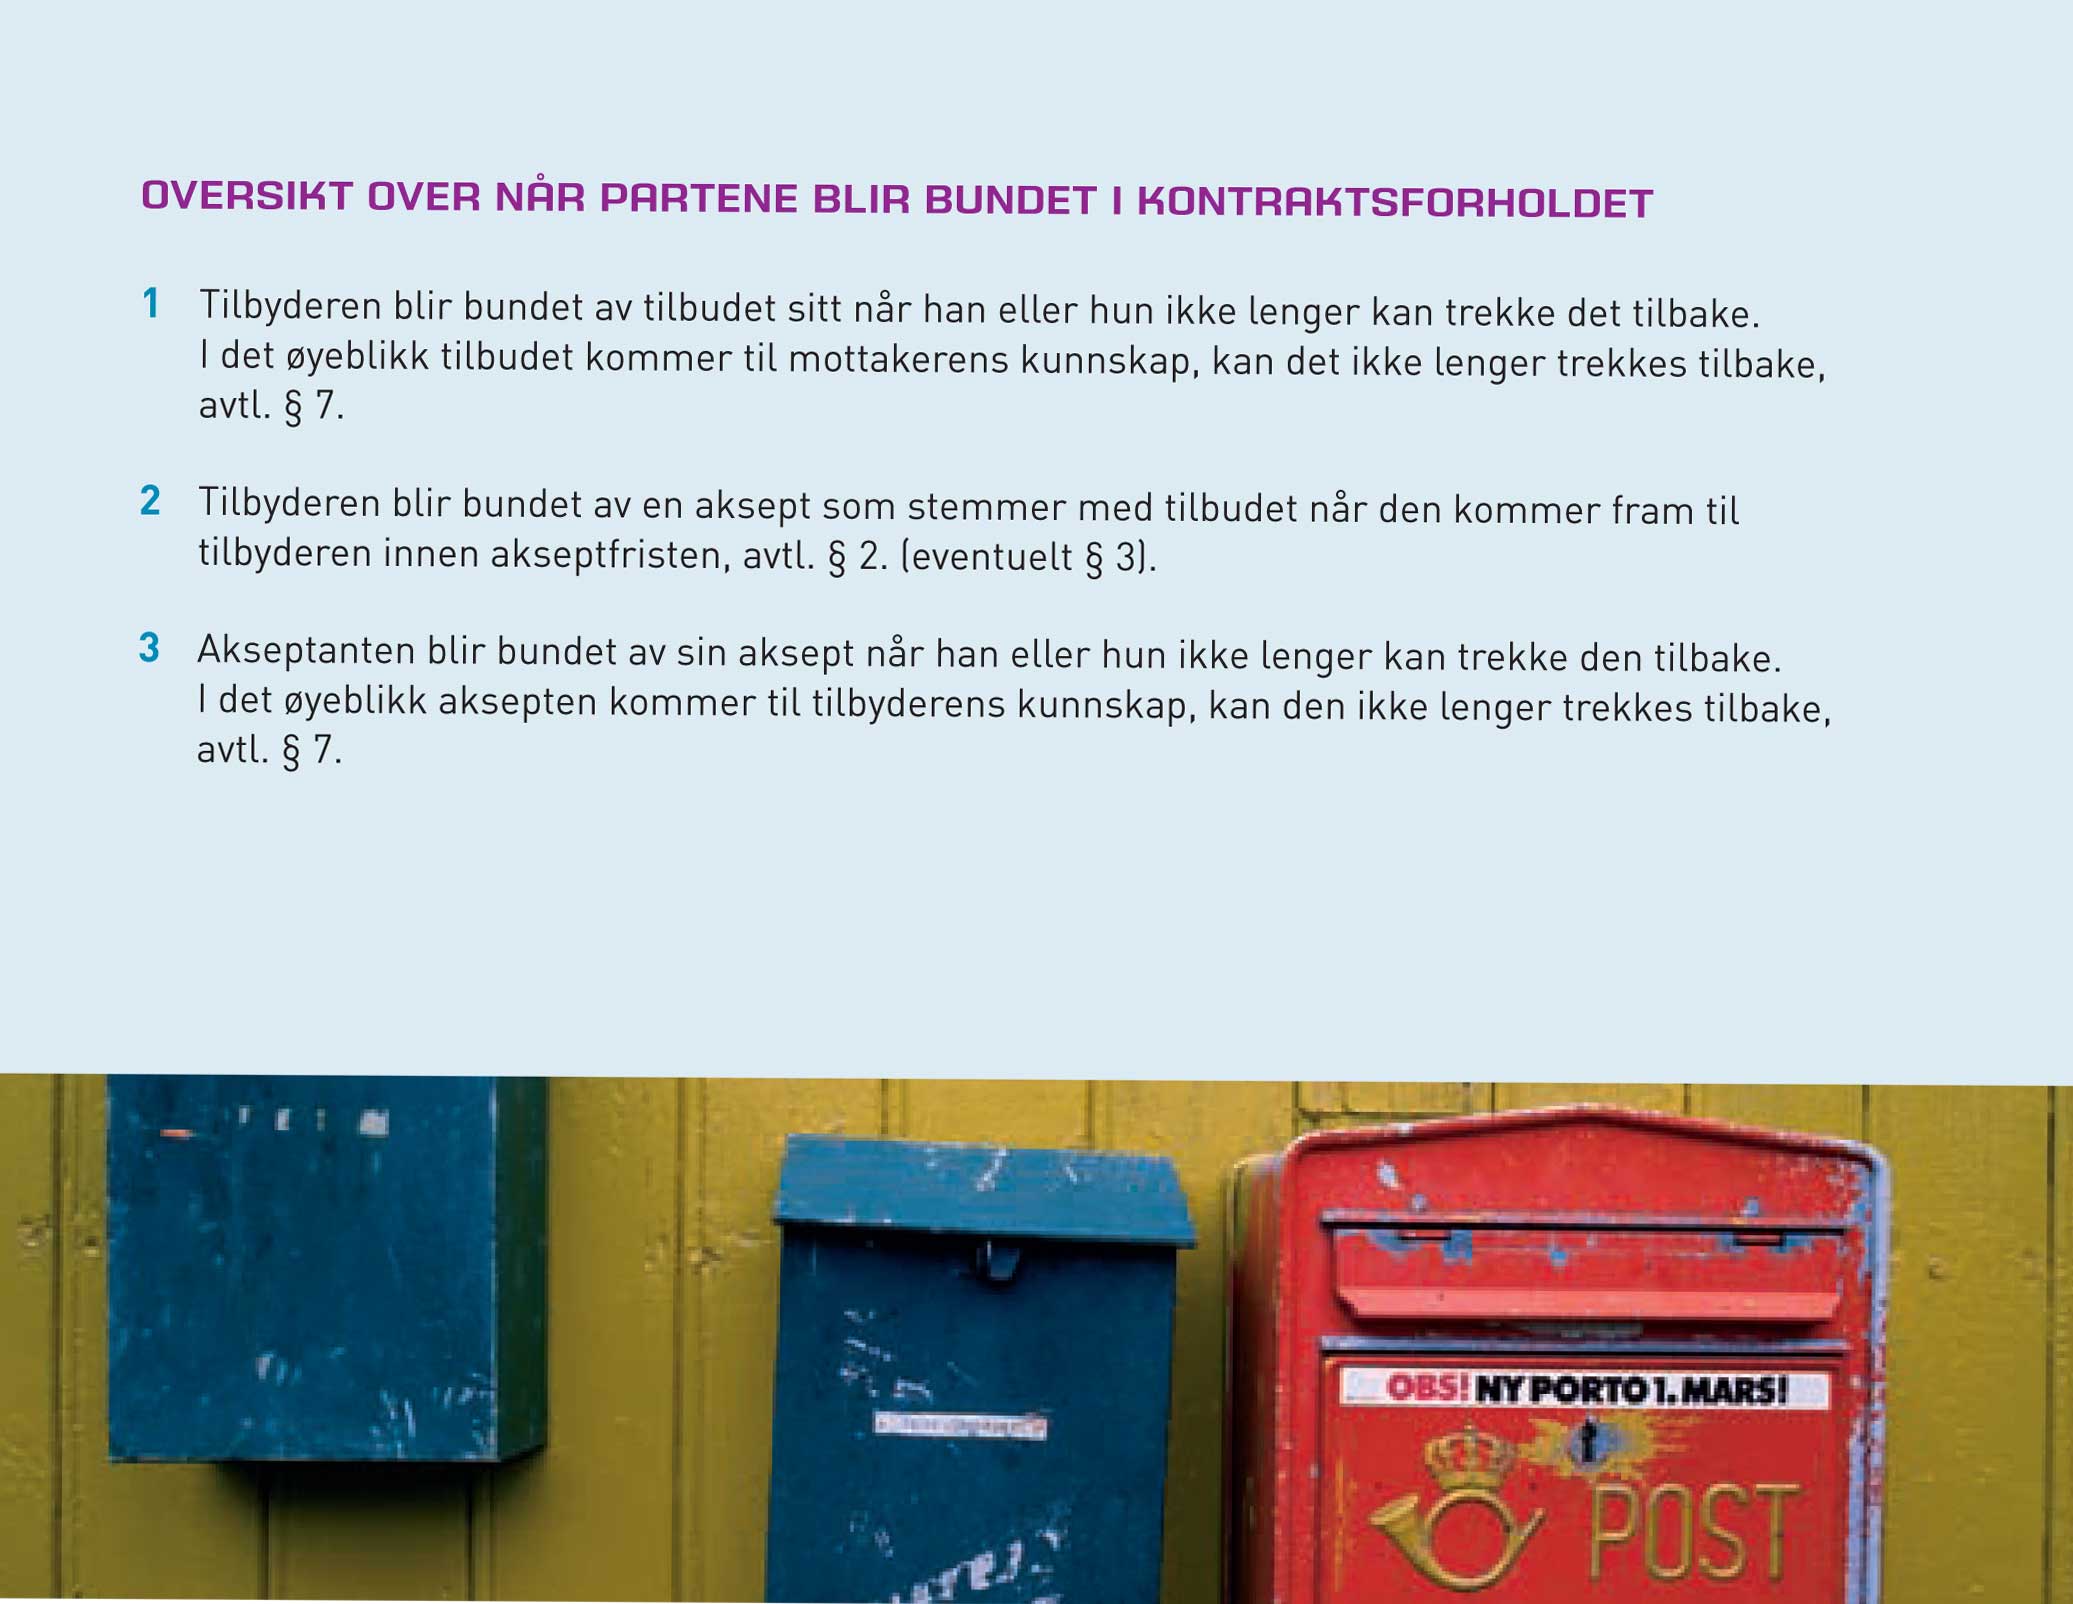 OVERSIKT OVER NÅR PARTENE BLIR BUNDET I KONTRAKTSFORHOLDET
1 Tilbyderen blir bundet av tilbudet sitt når han eller hun ikke lenger kan trekke det tilbake.
I det øyeblikk tilbudet kommer til mottakerens kunnskap, kan det ikke lenger trekkes tilbake,
avtl. § 7.
2 Tilbyderen blir bundet av en aksept som stemmer med tilbudet når den kommer fram til
tilbyderen innen akseptfristen, avtl. § 2. (eventuelt § 3).
3 Akseptanten blir bundet av sin aksept når han eller hun ikke lenger kan trekke den tilbake.
I det øyeblikk aksepten kommer til tilbyderens kunnskap, kan den ikke lenger trekkes tilbake,
avtl. § 7.
OBS! NY PORTO 1. MARS!
POST